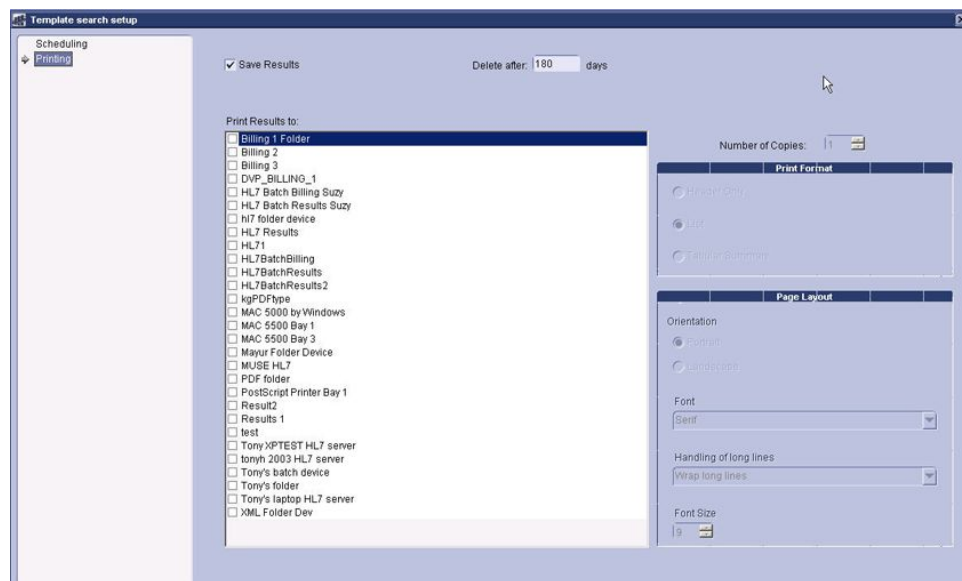 Template search setup
Scheduling
Printing
Save Results
Delete after: 180 days
Print Results to:
Billing 1 Folder
Billing 2
Billing 3
DVP_BILLING_1
HL7 Batch Billing Suzy
HL7 Batch Results Suzy
hl7 folder device
HL7 Results
HL71
HL7BatchBilling
HL7BatchResults
HL7BatchResults2
kgPDFtype
MAC 5000 by Windows
MAC 5500 Bay 1
MAC 5500 Bay 3
Mayur Folder Device
MUSE HL7
PDF folder
PostScript Printer Bay 1
Result2
Results 1
test
Tony XPTEST HL7 server
tonyh 2003 HL7 server
Tony's batch device
Tony's folder
Tony's laptop HL7 server
XML Folder Dev
Number of Copies: 1
Print Format
Header Only
List
Tabular Summary
Page Layout
Orientation
Portrait
Landscape
Font
Serif
Handling of long lines
Wrap long lines
Font Size
9